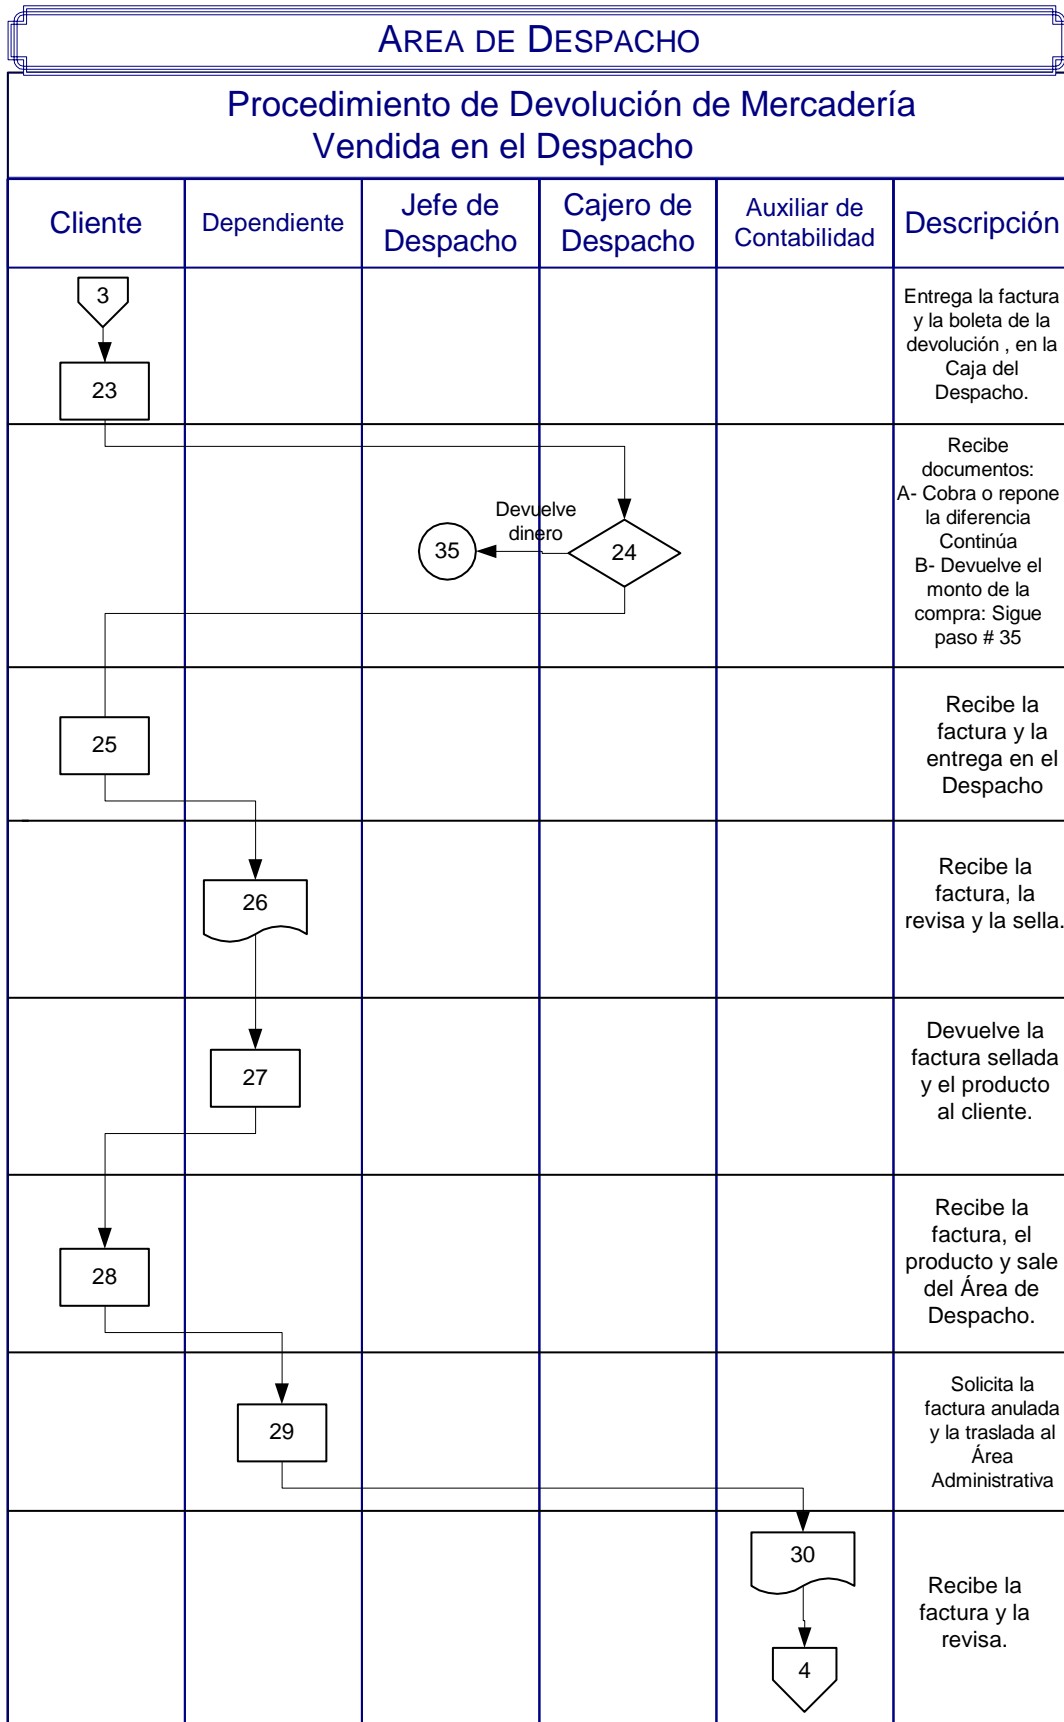 AREA DE DESPACHO
Procedimiento de Devolución de Mercadería
Vendida en el Despacho
Cliente
Dependiente
Jefe de
Despacho
Cajero de
Despacho
Auxiliar de
Contabilidad
Descripción
3
23
Entrega la factura
y la boleta de la
devolución , en la
Caja del
Despacho.
35
Devuelve
dinero
24
Recibe
documentos:
A- Cobra o repone
la diferencia
Continúa
B- Devuelve el
monto de la
compra: Sigue
paso # 35
25
Recibe la
factura y la
entrega en el
Despacho
26
Recibe la
factura, la
revisa y la sella.
27
Devuelve la
factura sellada
y el producto
al cliente.
28
Recibe la
factura, el
producto y sale
del Área de
Despacho.
29
Solicita la
factura anulada
y la traslada al
Área
Administrativa
30
4
Recibe la
factura y la
revisa.